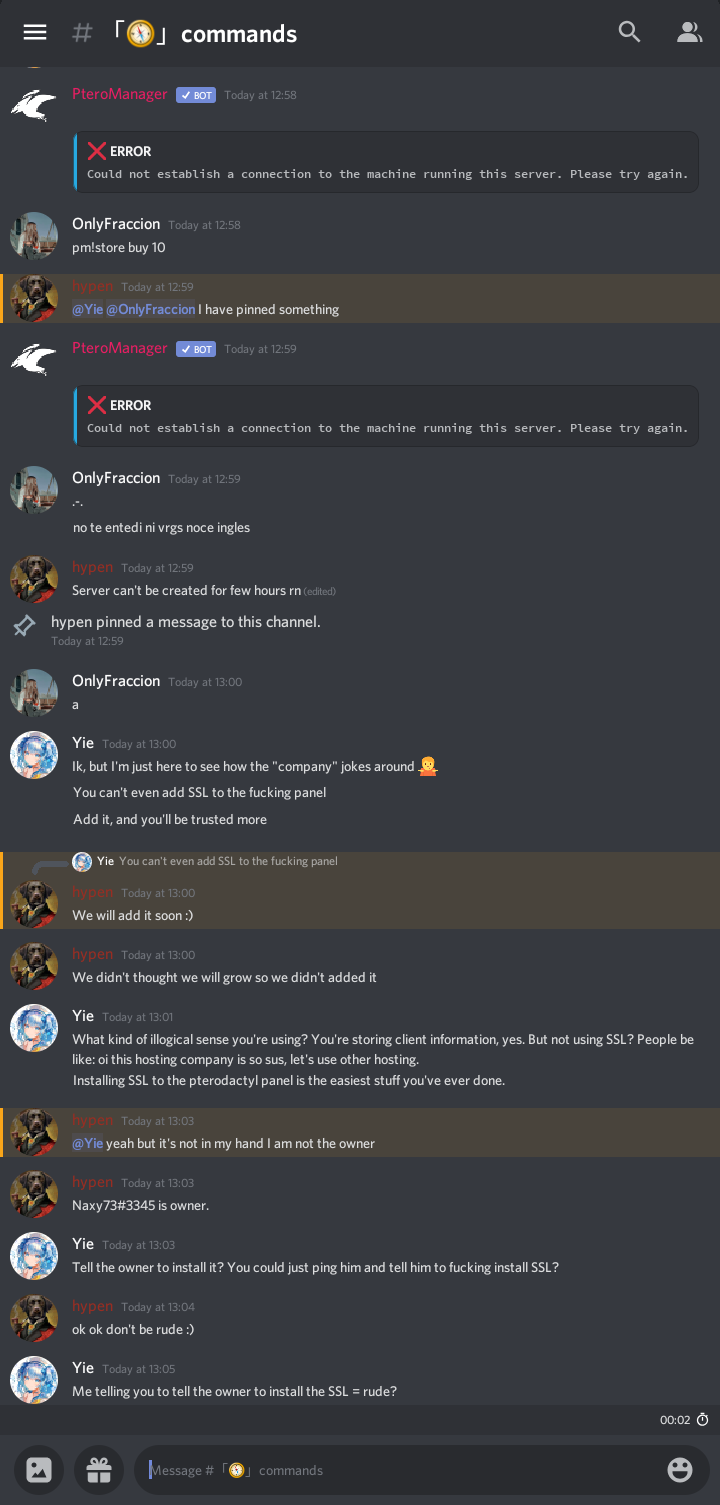 # 「🧭」 commands
PteroManager ✔ BOT Today at 12:58
❌ ERROR
Could not establish a connection to the machine running this server. Please try again.
OnlyFraccion Today at 12:58
pm!store buy 10
hypen Today at 12:59
@Yie @OnlyFraccion I have pinned something
PteroManager ✔ BOT Today at 12:59
❌ ERROR
Could not establish a connection to the machine running this server. Please try again.
OnlyFraccion Today at 12:59
.-.
no te entedi ni vrgs noce ingles
hypen Today at 12:59
Server can't be created for few hours rn (edited)
hypen pinned a message to this channel.
Today at 12:59
OnlyFraccion Today at 13:00
a
Yie Today at 13:00
Ik, but I'm just here to see how the "company" jokes around 🤷
You can't even add SSL to the fucking panel
Add it, and you'll be trusted more
Yie You can't even add SSL to the fucking panel
hypen Today at 13:00
We will add it soon :)
hypen Today at 13:00
We didn't thought we will grow so we didn't added it
Yie Today at 13:01
What kind of illogical sense you're using? You're storing client information, yes. But not using SSL? People be
like: oi this hosting company is so sus, let's use other hosting.
Installing SSL to the pterodactyl panel is the easiest stuff you've ever done.
hypen Today at 13:03
@Yie yeah but it's not in my hand I am not the owner
hypen Today at 13:03
Naxy73#3345 is owner.
Yie Today at 13:03
Tell the owner to install it? You could just ping him and tell him to fucking install SSL?
hypen Today at 13:04
ok ok don't be rude :)
Yie Today at 13:05
Me telling you to tell the owner to install the SSL = rude?
00:02
Message # 「🧭」 commands